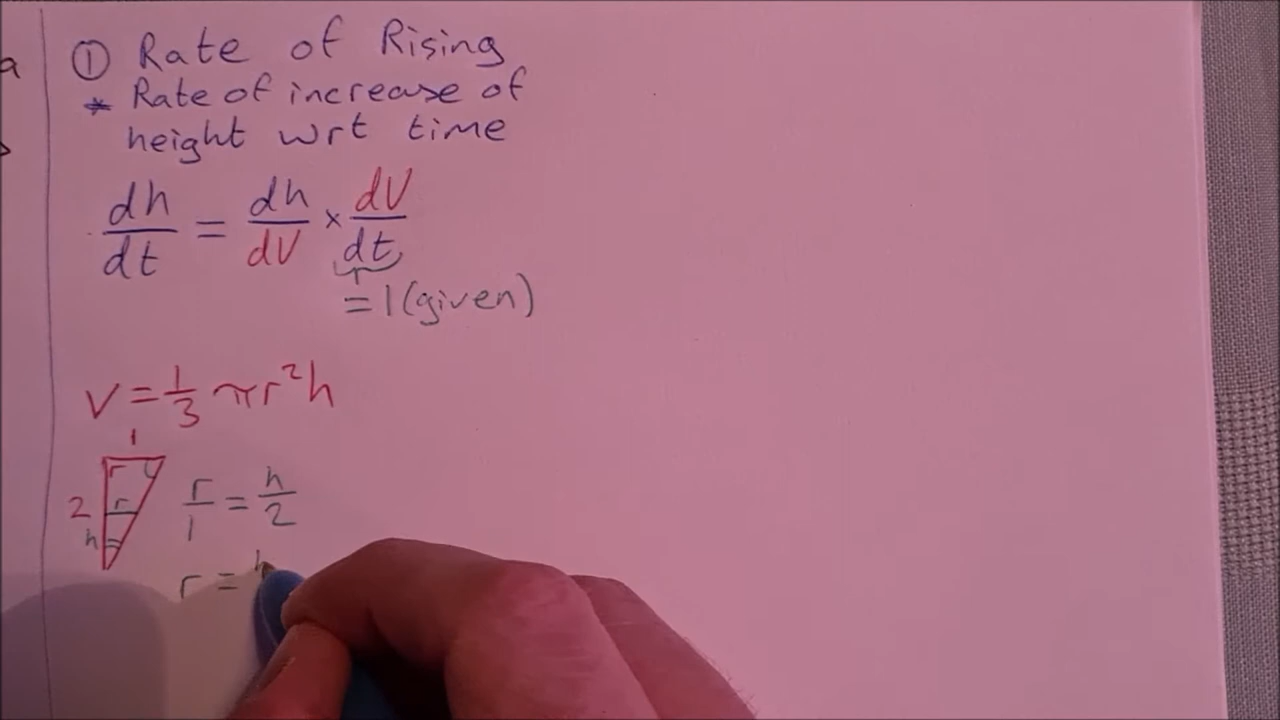 a
① Rate of Rising
* Rate of increase of
height wrt time
dh/dt = dh/dV × dV/dt
= 1 (given)
V = 1/3 πr²h
1
2 r
h
r/1 = h/2
r = h